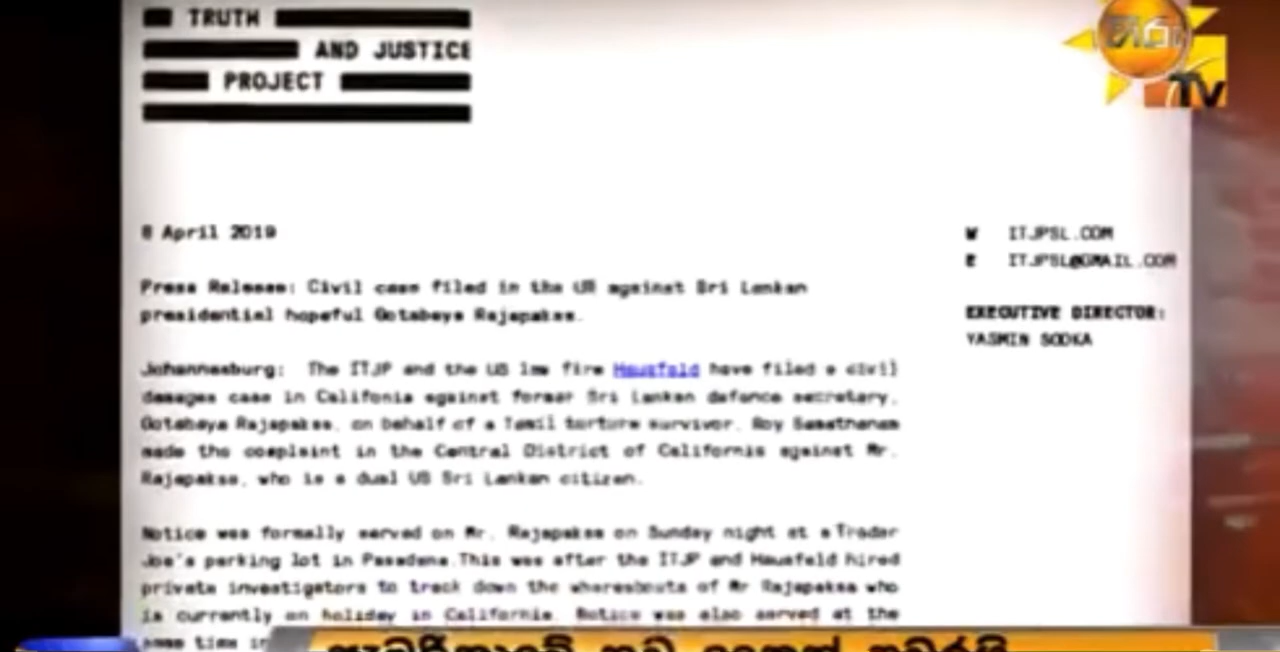 TRUTH
AND JUSTICE
PROJECT
හිරු
TV
8 April 2019
W ITJPSL.COM
E ITJPSL@GMAIL.COM
Press Release: Civil case filed in the US against Sri Lankan
presidential hopeful Gotabaya Rajapaksa.
EXECUTIVE DIRECTOR:
YASMIN SOOKA
Johannesburg: The ITJP and the US law firm Hausfeld have filed a civil
damages case in Califonia against former Sri Lankan defence secretary,
Gotabaya Rajapaksa, on behalf of a Tamil torture survivor. Roy Samathanam
made the complaint in the Central District of California against Mr.
Rajapaksa, who is a dual US Sri Lankan citizen.
Notice was formally served on Mr. Rajapaksa on Sunday night at a Trader
Joe's parking lot in Pasadena.This was after the ITJP and Hausfeld hired
private investigators to track down the whereabouts of Mr Rajapaksa who
is currently on holiday in California. Notice was also served at the
same time in